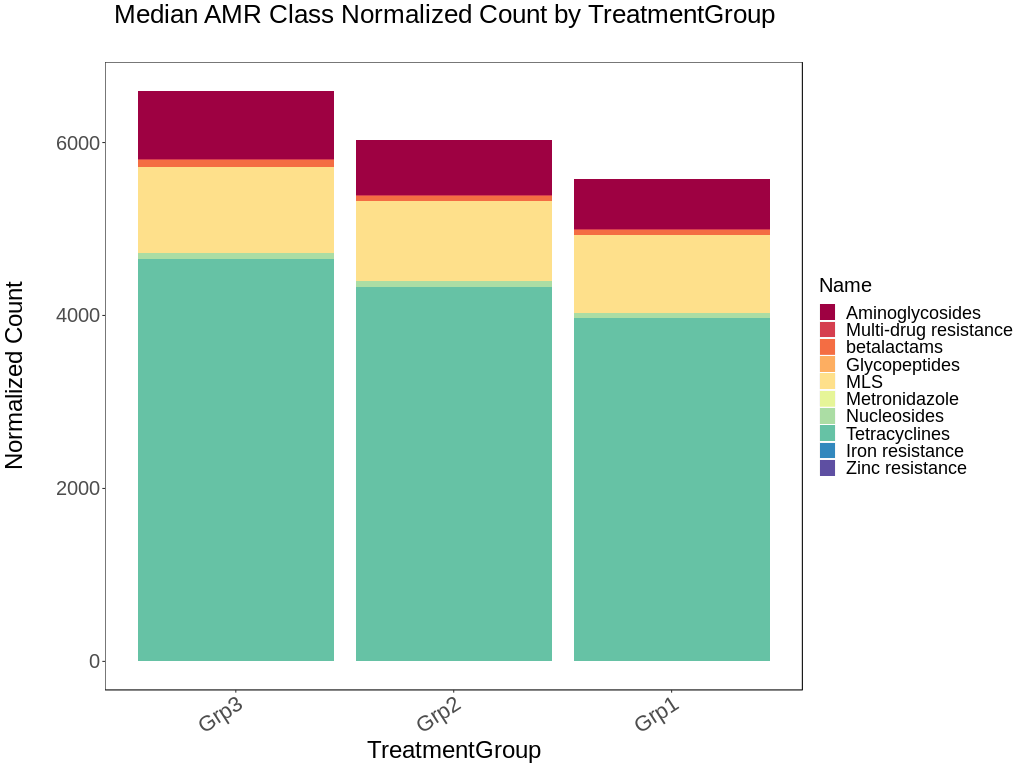 Median AMR Class Normalized Count by TreatmentGroup
Normalized Count
6000
4000
2000
0
Grp3
Grp2
Grp1
TreatmentGroup
Name
Aminoglycosides
Multi-drug resistance
betalactams
Glycopeptides
MLS
Metronidazole
Nucleosides
Tetracyclines
Iron resistance
Zinc resistance